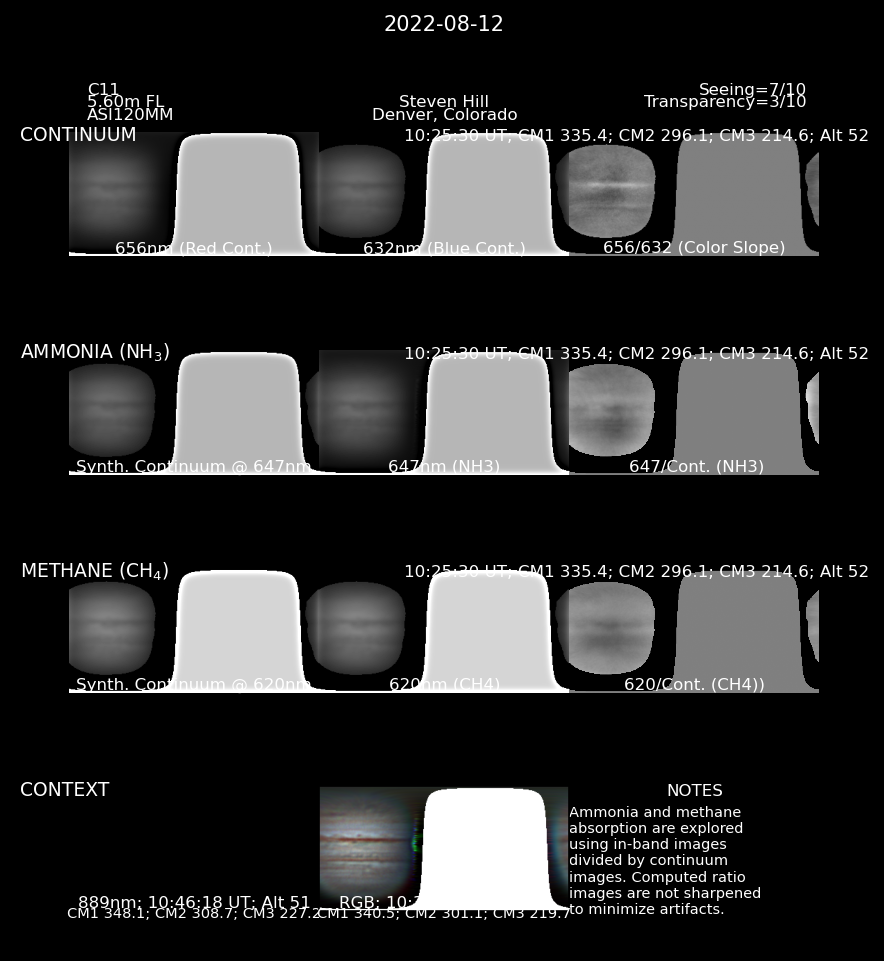 2022-08-12
C11
5.60m FL
ASI120MM
Steven Hill
Denver, Colorado
Seeing=7/10
Transparency=3/10
CONTINUUM
10:25:30 UT; CM1 335.4; CM2 296.1; CM3 214.6; Alt 52
656nm (Red Cont.)
632nm (Blue Cont.)
656/632 (Color Slope)
AMMONIA (NH3)
10:25:30 UT; CM1 335.4; CM2 296.1; CM3 214.6; Alt 52
Synth. Continuum @ 647nm
647nm (NH3)
647/Cont. (NH3)
METHANE (CH4)
10:25:30 UT; CM1 335.4; CM2 296.1; CM3 214.6; Alt 52
Synth. Continuum @ 620nm
620nm (CH4)
620/Cont. (CH4))
CONTEXT
889nm; 10:46:18 UT; Alt 51
CM1 348.1; CM2 308.7; CM3 227.2
RGB; 
CM1 340.5; CM2 301.1; CM3 219.7
NOTES
Ammonia and methane
absorption are explored
using in-band images
divided by continuum
images. Computed ratio
images are not sharpened
to minimize artifacts.